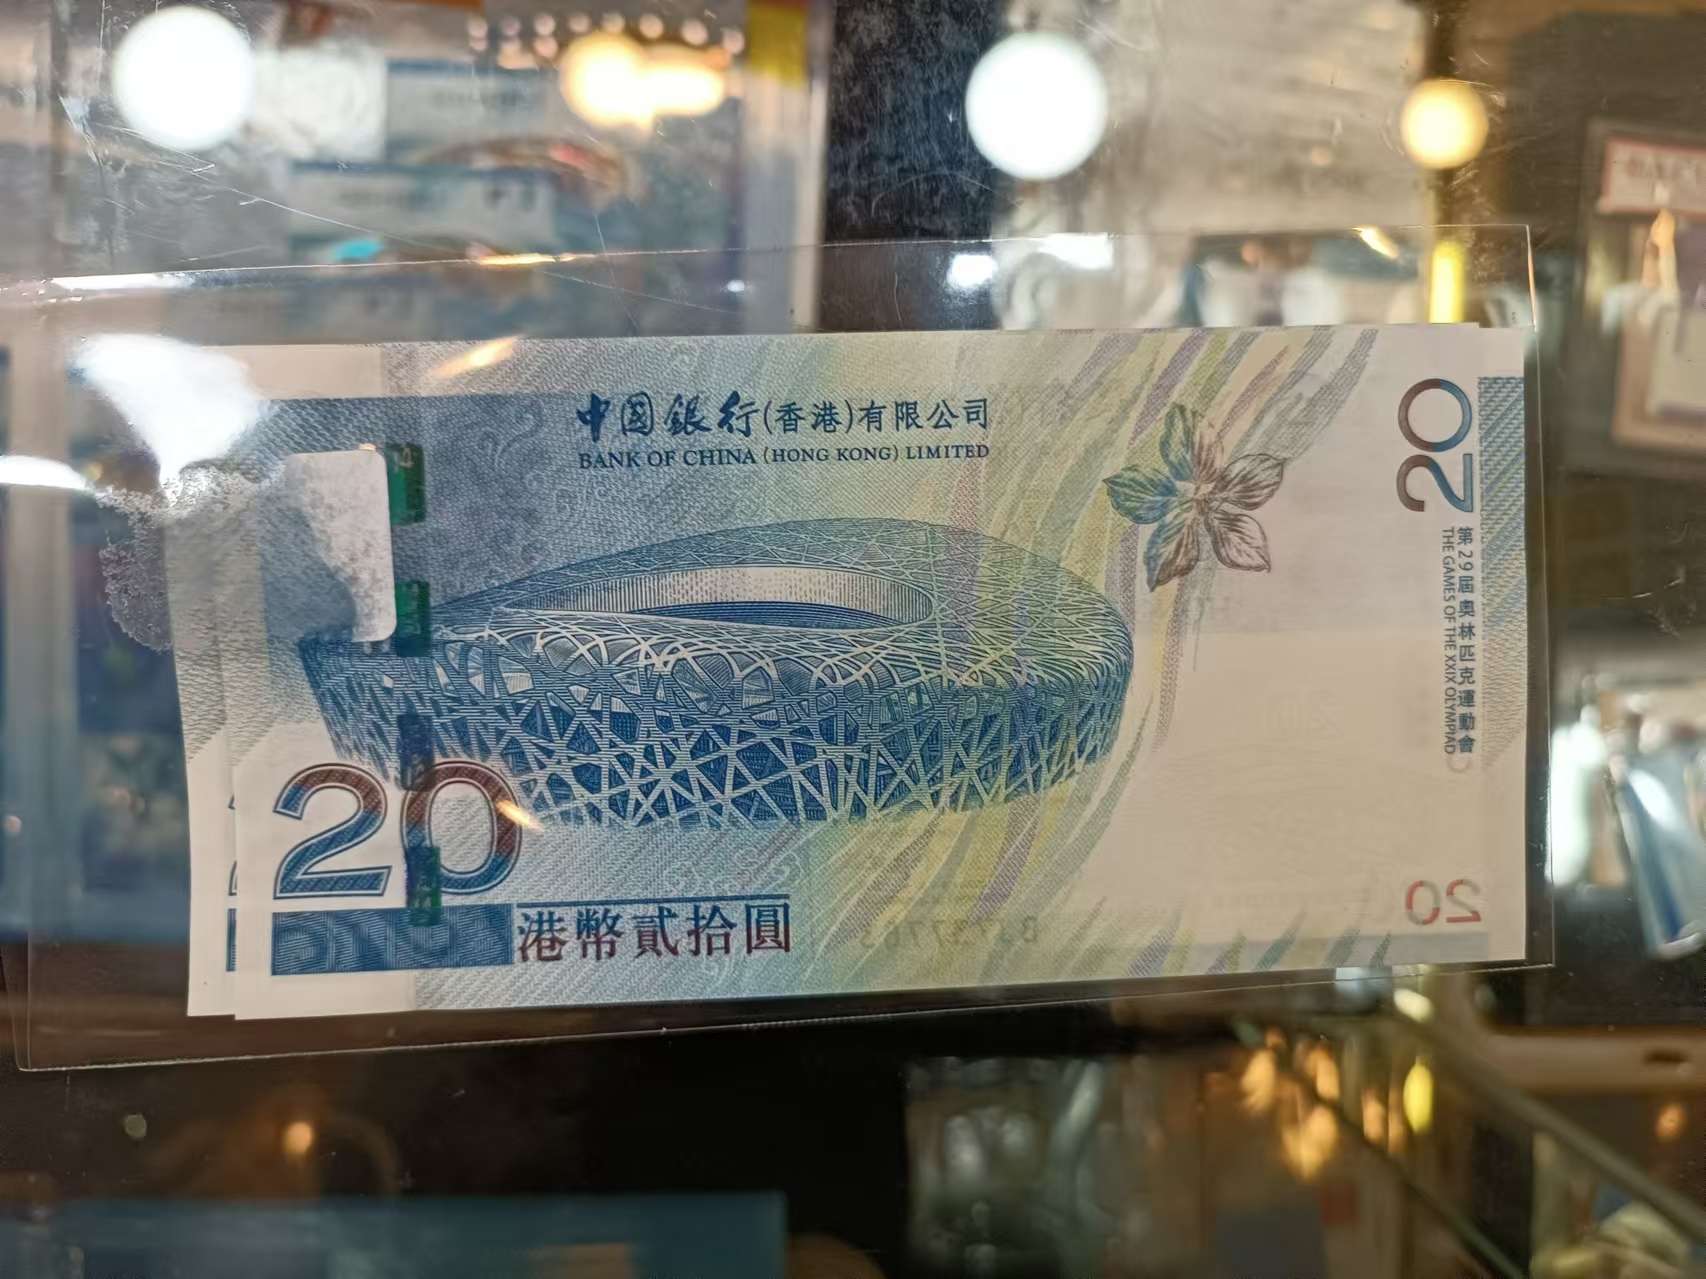 中國銀行(香港)有限公司
BANK OF CHINA (HONG KONG) LIMITED
20
第29屆奧林匹克運動會
THE GAMES OF THE XXIX OLYMPIAD
20
港幣貳拾圓
20